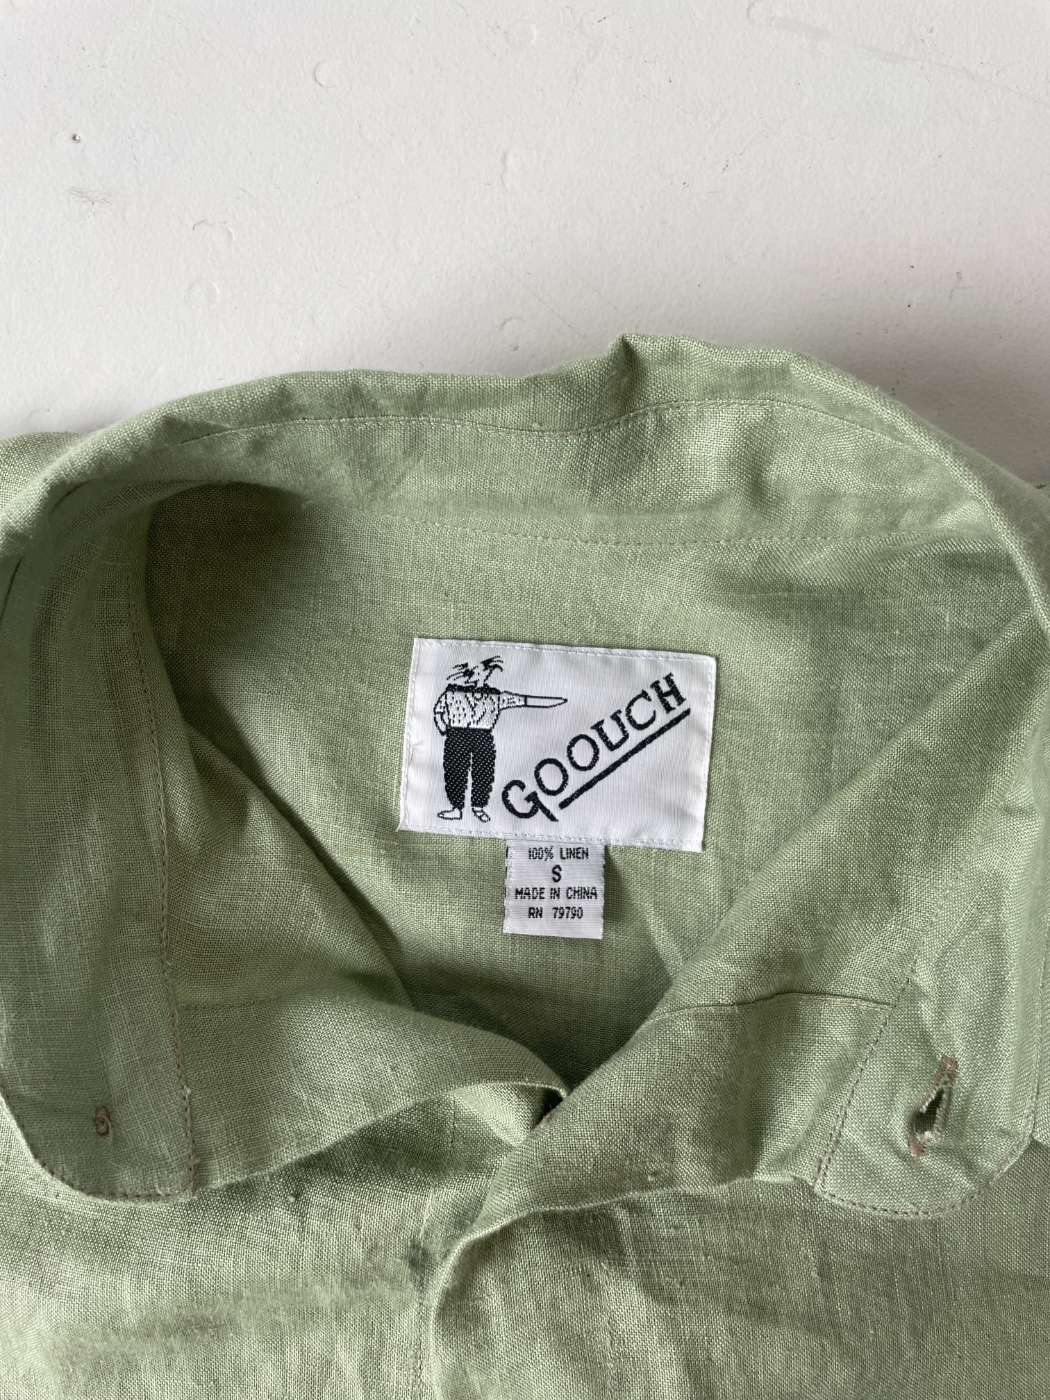 GOOUCH
100% LINEN
S
MADE IN CHINA
RN 79790